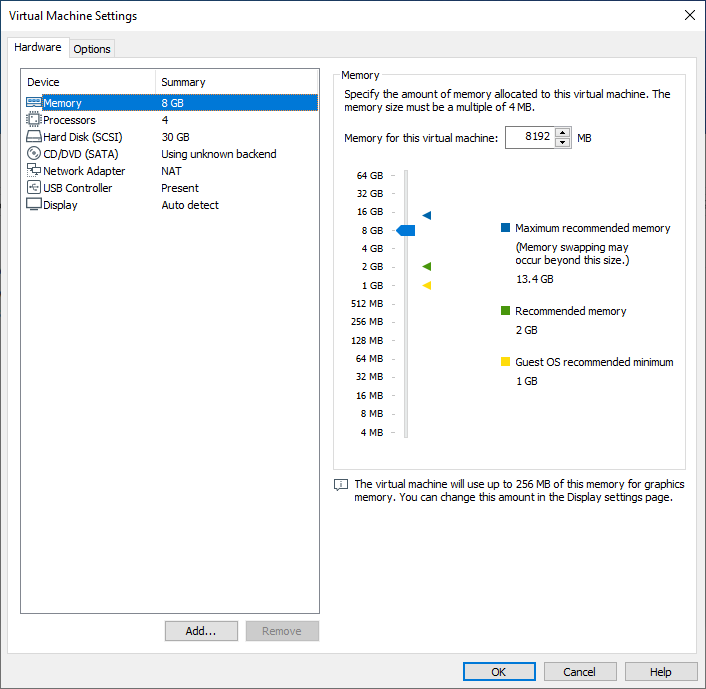 Virtual Machine Settings
Hardware
Options
Device Summary
Memory 8 GB
Processors 4
Hard Disk (SCSI) 30 GB
CD/DVD (SATA) Using unknown backend
Network Adapter NAT
USB Controller Present
Display Auto detect
Add...
Remove
Memory
Specify the amount of memory allocated to this virtual machine. The
memory size must be a multiple of 4 MB.
Memory for this virtual machine: 8192 MB
64 GB
32 GB
16 GB
8 GB
4 GB
2 GB
1 GB
512 MB
256 MB
128 MB
64 MB
32 MB
16 MB
8 MB
4 MB
Maximum recommended memory
(Memory swapping may
occur beyond this size.)
13.4 GB
Recommended memory
2 GB
Guest OS recommended minimum
1 GB
The virtual machine will use up to 256 MB of this memory for graphics
memory. You can change this amount in the Display settings page.
OK
Cancel
Help